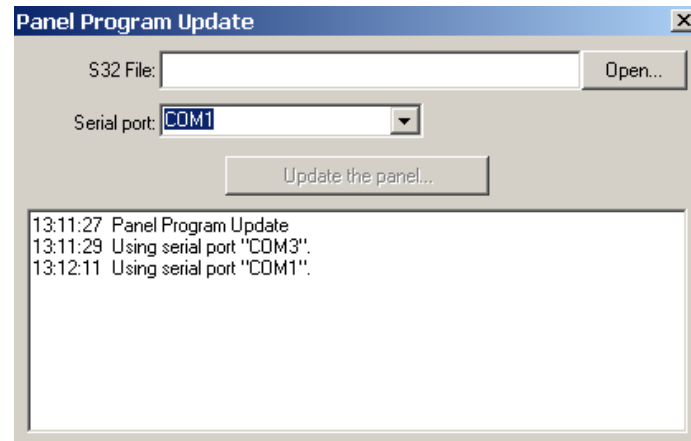 Panel Program Update
S32 File: Open...
Serial port: COM1
Update the panel...
13:11:27 Panel Program Update
13:11:29 Using serial port "COM3".
13:12:11 Using serial port "COM1".